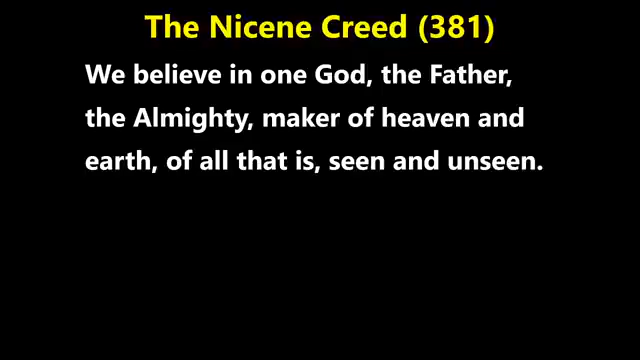 The Nicene Creed (381)
We believe in one God, the Father,
the Almighty, maker of heaven and
earth, of all that is, seen and unseen.